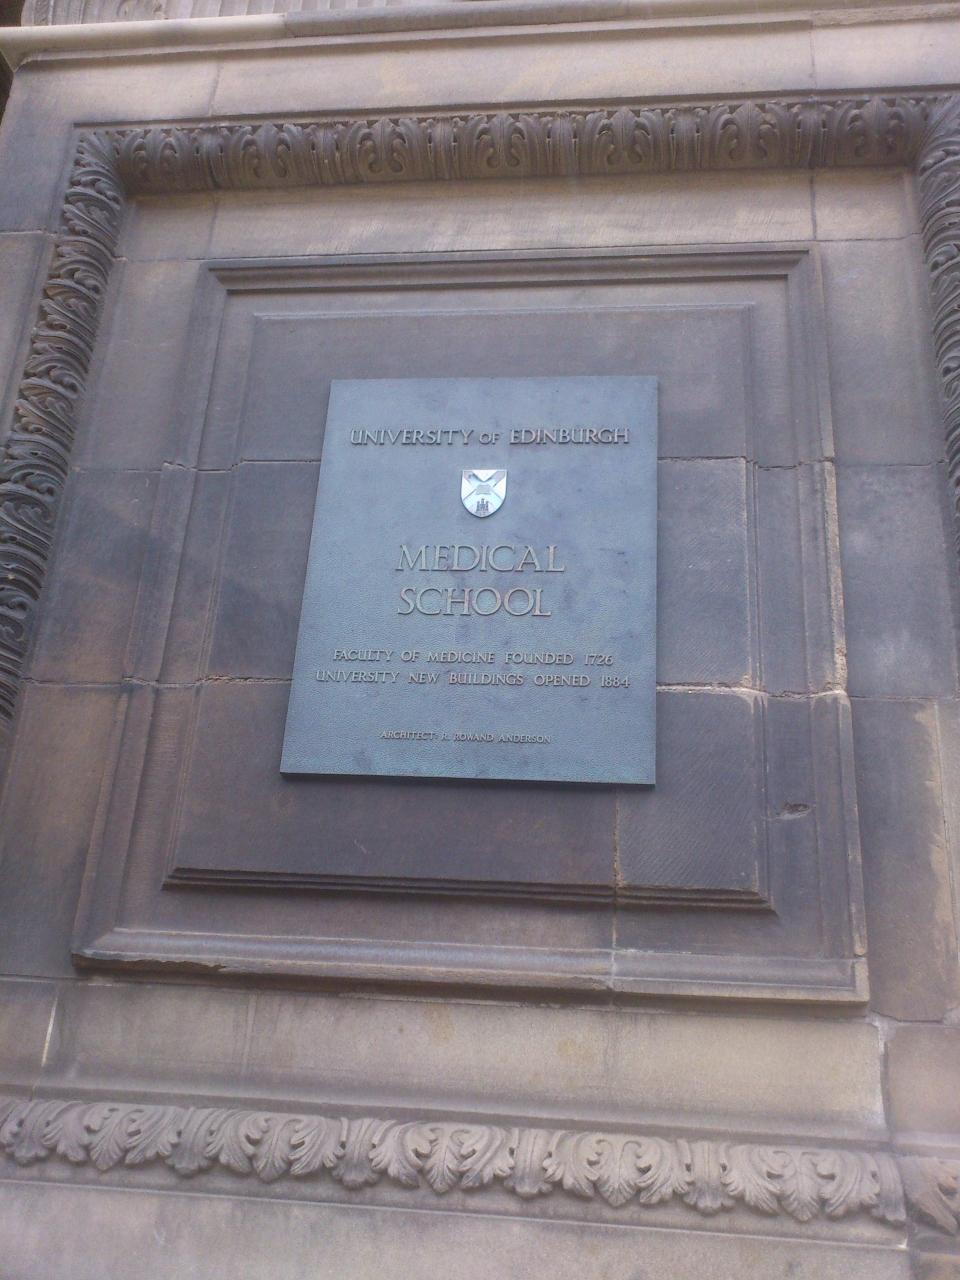 UNIVERSITY OF EDINBURGH
MEDICAL
SCHOOL
FACULTY OF MEDICINE FOUNDED 1726
UNIVERSITY NEW BUILDINGS OPENED 1884
ARCHITECT: R. ROWAND ANDERSON